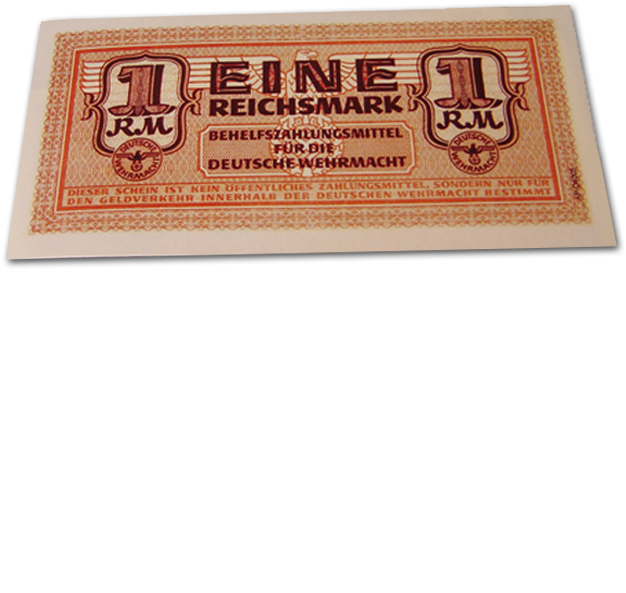 1 RM
EINE
1 RM
REICHSMARK
BEHELFSZAHLUNGSMITTEL
FÜR DIE
DEUTSCHE WEHRMACHT
DEUTSCHE
WEHRMACHT
DEUTSCHE
WEHRMACHT
DIESER SCHEIN IST KEIN ÖFFENTLICHES ZAHLUNGSMITTEL, SONDERN NUR FÜR
DEN GELDVERKEHR INNERHALB DER DEUTSCHEN WEHRMACHT BESTIMMT